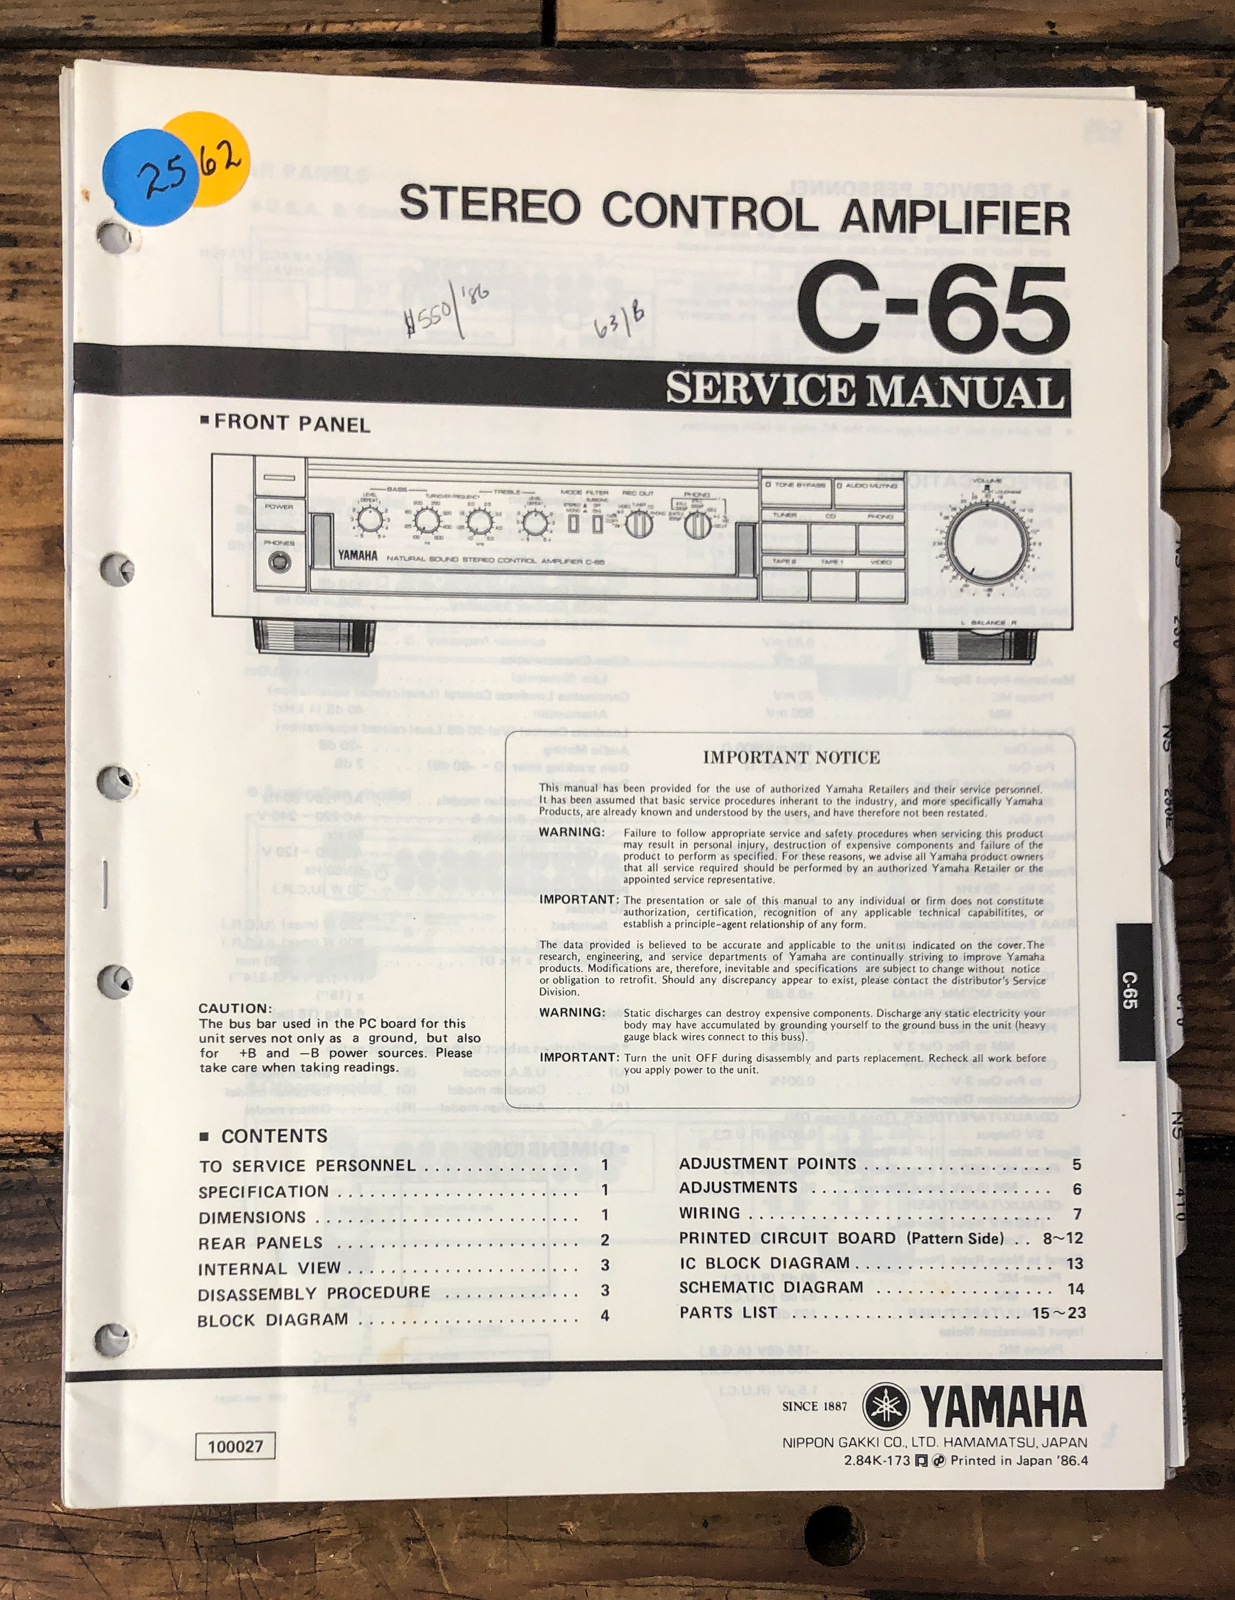 25
62
STEREO CONTROL AMPLIFIER
C-65
$550/'86
63/B
SERVICE MANUAL
■ FRONT PANEL
POWER
PHONES
BASS
TREBLE
LEVEL
TURNOVER FREQUENCY
LEVEL
MODE FILTER
REC OUT
PHONO
YAMAHA NATURAL SOUND STEREO CONTROL AMPLIFIER C-65
TONE BYPASS
AUDIO MUTING
TUNER CD PHONO
TAPE 2 TAPE 1 VIDEO
VOLUME
L BALANCE R
IMPORTANT NOTICE
This manual has been provided for the use of authorized Yamaha Retailers and their service personnel.
It has been assumed that basic service procedures inherant to the industry, and more specifically Yamaha
Products, are already known and understood by the users, and have therefore not been restated.
WARNING: Failure to follow appropriate service and safety procedures when servicing this product
may result in personal injury, destruction of expensive components and failure of the
product to perform as specified. For these reasons, we advise all Yamaha product owners
that all service required should be performed by an authorized Yamaha Retailer or the
appointed service representative.
IMPORTANT: The presentation or sale of this manual to any individual or firm does not constitute
authorization, certification, recognition of any applicable technical capabilitites, or
establish a principle-agent relationship of any form.
The data provided is believed to be accurate and applicable to the unit(s) indicated on the cover. The
research, engineering, and service departments of Yamaha are continually striving to improve Yamaha
products. Modifications are, therefore, inevitable and specifications are subject to change without notice
or obligation to retrofit. Should any discrepancy appear to exist, please contact the distributor's Service
Division.
WARNING: Static discharges can destroy expensive components. Discharge any static electricity your
body may have accumulated by grounding yourself to the ground buss in the unit (heavy
gauge black wires connect to this buss).
IMPORTANT: Turn the unit OFF during disassembly and parts replacement. Recheck all work before
you apply power to the unit.
CAUTION:
The bus bar used in the PC board for this
unit serves not only as a ground, but also
for +B and −B power sources. Please
take care when taking readings.
C-65
■ CONTENTS
TO SERVICE PERSONNEL . . . . . . . . . . . . . . . 1
SPECIFICATION . . . . . . . . . . . . . . . . . . . . . . . 1
DIMENSIONS . . . . . . . . . . . . . . . . . . . . . . . . . 1
REAR PANELS . . . . . . . . . . . . . . . . . . . . . . . 2
INTERNAL VIEW . . . . . . . . . . . . . . . . . . . . . . 3
DISASSEMBLY PROCEDURE . . . . . . . . . . . . . 3
BLOCK DIAGRAM . . . . . . . . . . . . . . . . . . . . . 4
ADJUSTMENT POINTS . . . . . . . . . . . . . . . . . . 5
ADJUSTMENTS . . . . . . . . . . . . . . . . . . . . . . . 6
WIRING . . . . . . . . . . . . . . . . . . . . . . . . . . . . . 7
PRINTED CIRCUIT BOARD (Pattern Side) . . 8~12
IC BLOCK DIAGRAM . . . . . . . . . . . . . . . . . . . 13
SCHEMATIC DIAGRAM . . . . . . . . . . . . . . . . . 14
PARTS LIST . . . . . . . . . . . . . . . . . . . . . . 15~23
NS — 410
SINCE 1887 YAMAHA
NIPPON GAKKI CO., LTD. HAMAMATSU, JAPAN
2.84K-173 Printed in Japan '86.4
100027